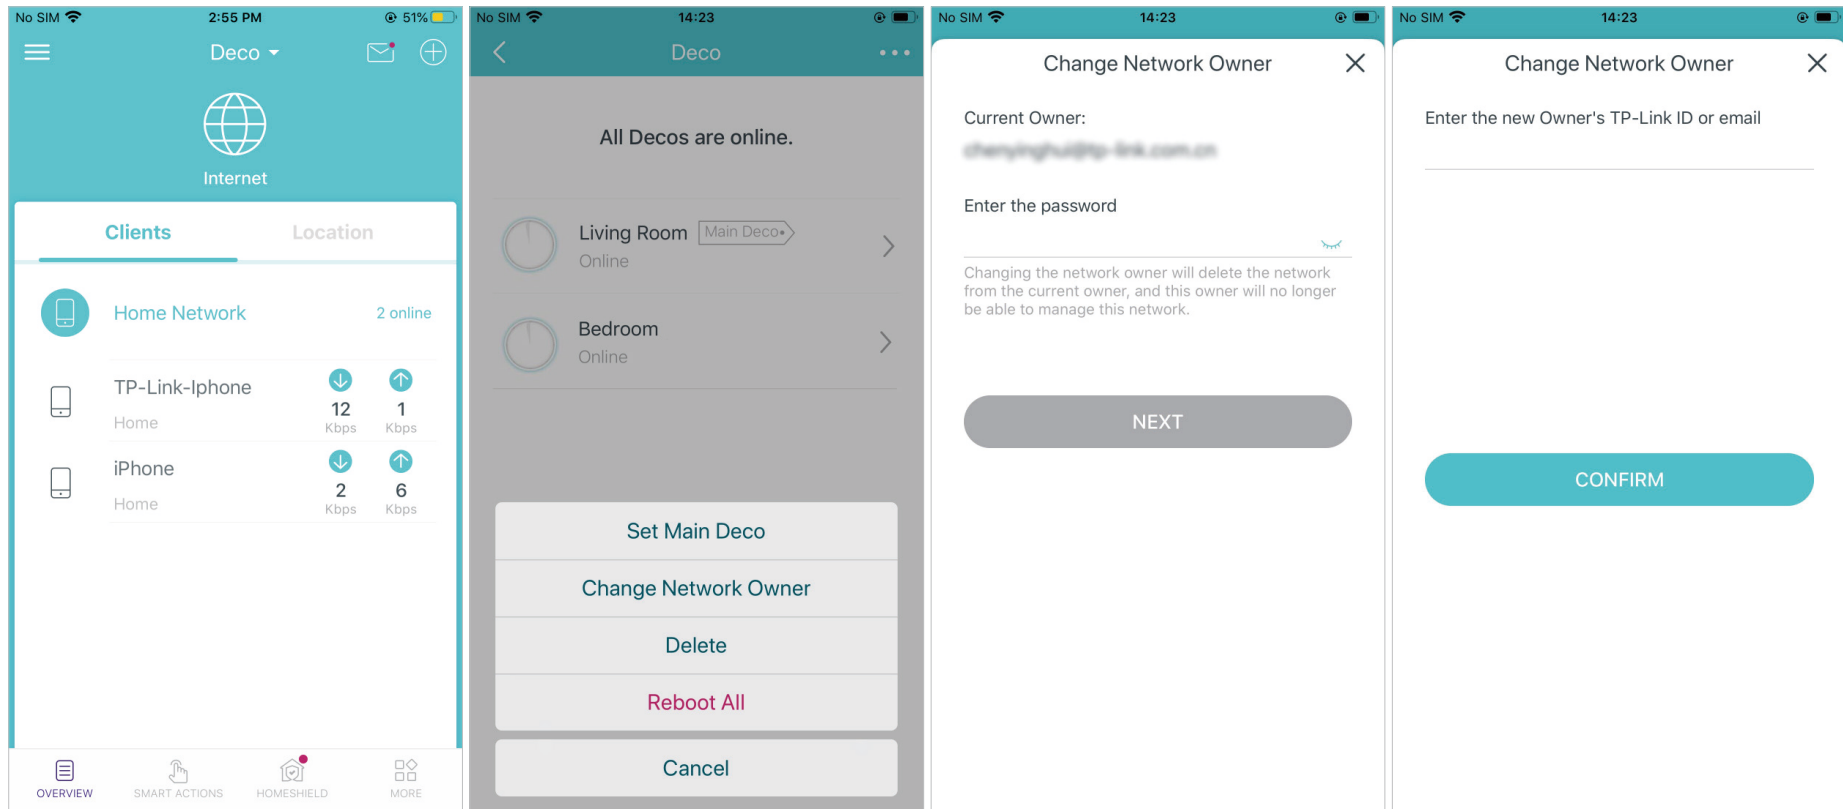 No SIM 2:55 PM 51%
Deco
Internet
Clients Location
Home Network 2 online
TP-Link-Iphone 12 1
Home Kbps Kbps
iPhone 2 6
Home Kbps Kbps
OVERVIEW SMART ACTIONS HOMESHIELD MORE
No SIM 14:23
Deco
All Decos are online.
Living Room Main Deco
Online
Bedroom
Online
Set Main Deco
Change Network Owner
Delete
Reboot All
Cancel
No SIM 14:23
Change Network Owner
Current Owner:
Enter the password
Changing the network owner will delete the network
from the current owner, and this owner will no longer
be able to manage this network.
NEXT
No SIM 14:23
Change Network Owner
Enter the new Owner's TP-Link ID or email
CONFIRM